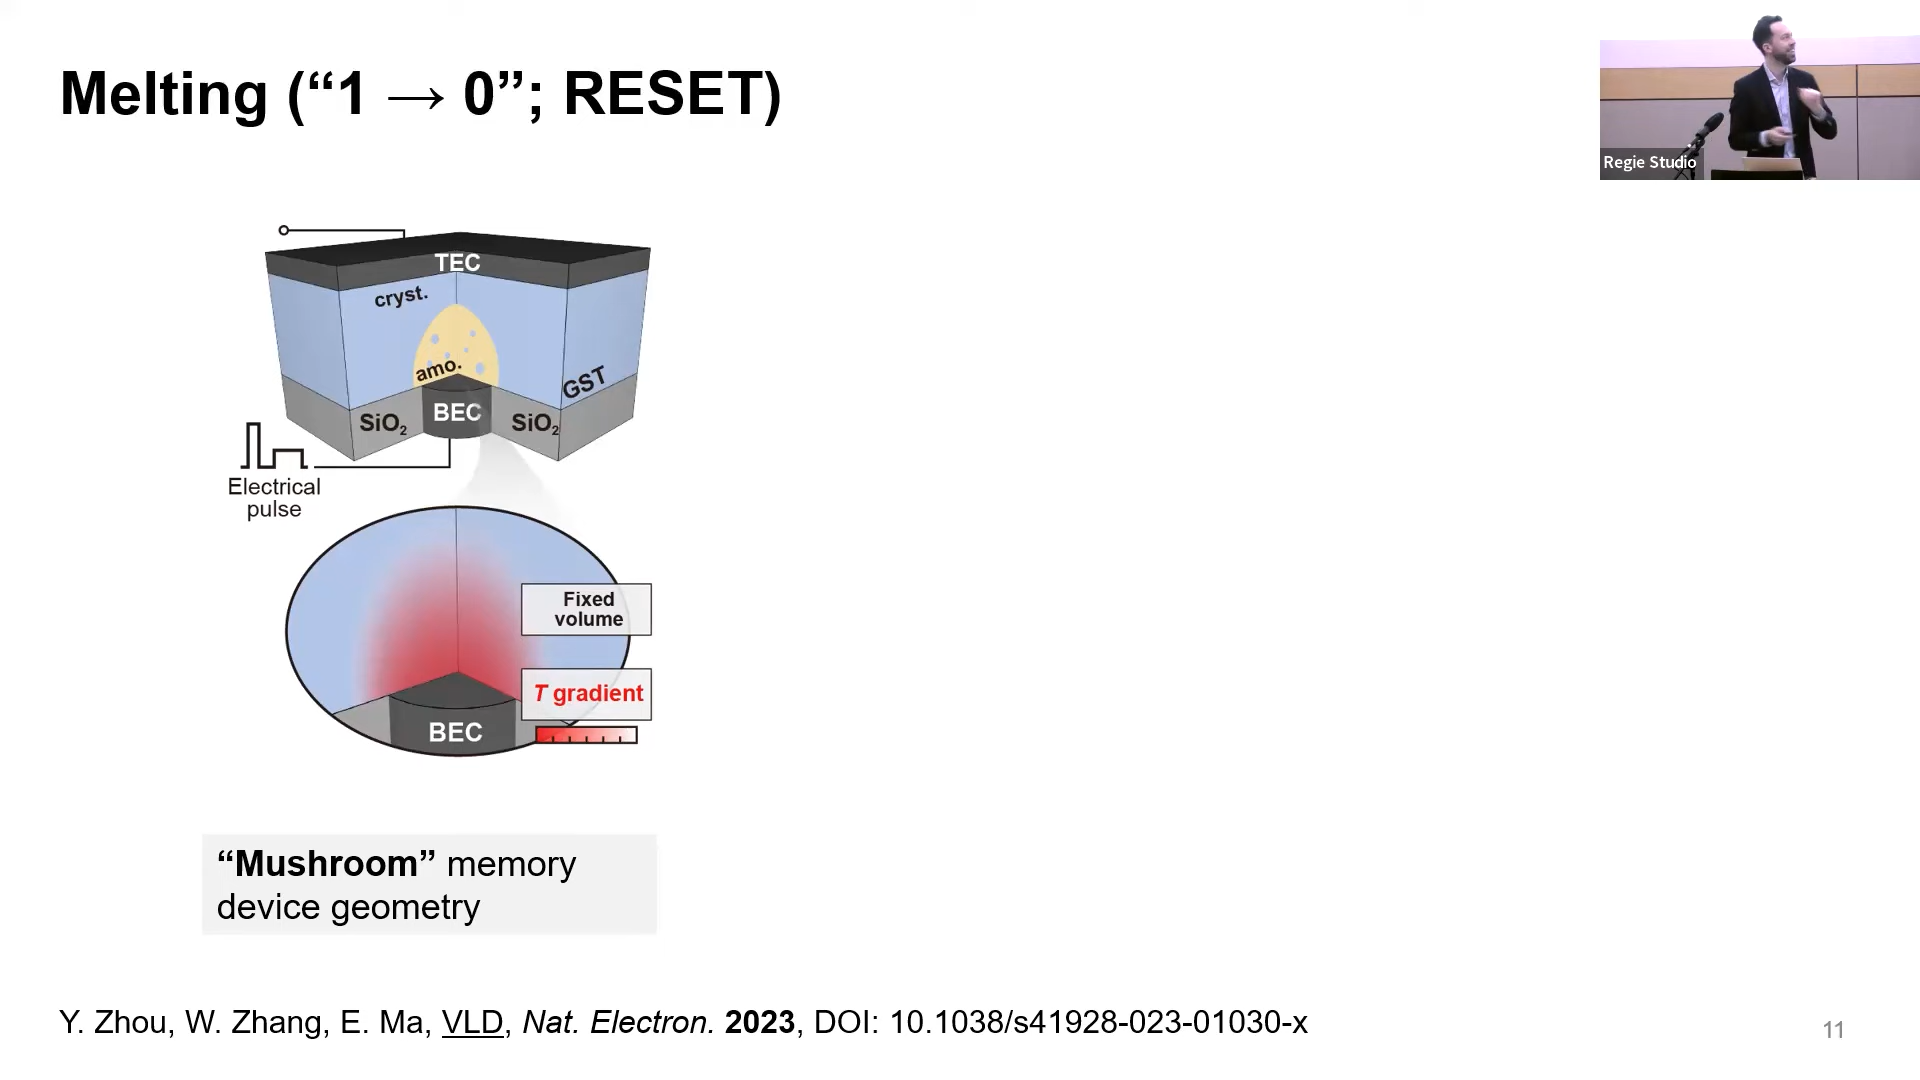 Melting (“1 → 0”; RESET)
Regie Studio
TEC
cryst.
amo.
GST
BEC
SiO₂
SiO₂
Electrical
pulse
Fixed
volume
T gradient
BEC
“Mushroom” memory
device geometry
Y. Zhou, W. Zhang, E. Ma, VLD, Nat. Electron. 2023, DOI: 10.1038/s41928-023-01030-x
11